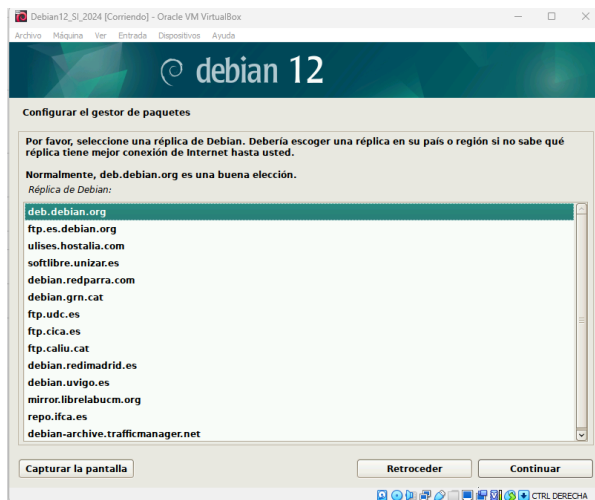 Debian12_SI_2024 [Corriendo] - Oracle VM VirtualBox
Archivo Máquina Ver Entrada Dispositivos Ayuda
debian 12
Configurar el gestor de paquetes
Por favor, seleccione una réplica de Debian. Debería escoger una réplica en su país o región si no sabe qué
réplica tiene mejor conexión de Internet hasta usted.
Normalmente, deb.debian.org es una buena elección.
Réplica de Debian:
deb.debian.org
ftp.es.debian.org
ulises.hostalia.com
softlibre.unizar.es
debian.redparra.com
debian.grn.cat
ftp.udc.es
ftp.cica.es
ftp.caliu.cat
debian.redimadrid.es
debian.uvigo.es
mirror.librelabucm.org
repo.ifca.es
debian-archive.trafficmanager.net
Capturar la pantalla Retroceder Continuar
CTRL DERECHA